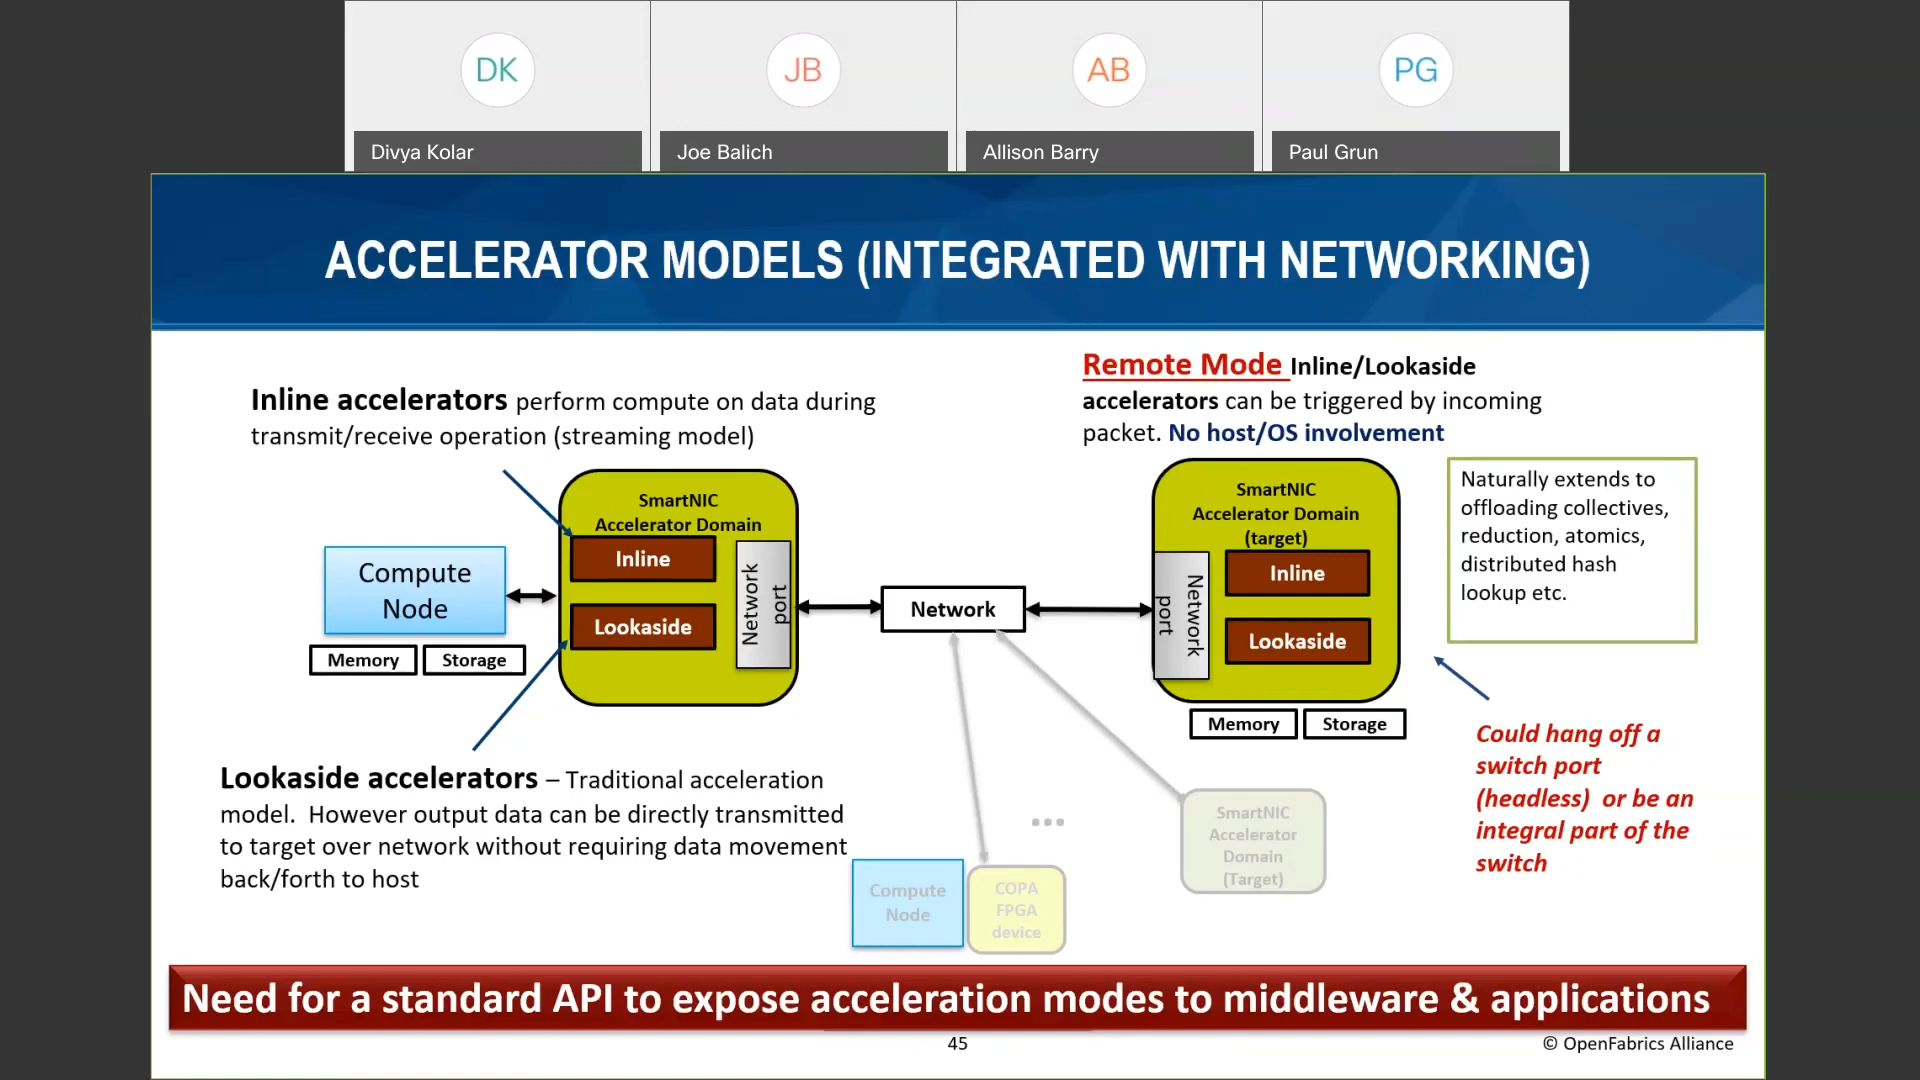 DK
JB
AB
PG
Divya Kolar
Joe Balich
Allison Barry
Paul Grun
ACCELERATOR MODELS (INTEGRATED WITH NETWORKING)
Inline accelerators perform compute on data during
transmit/receive operation (streaming model)
Remote Mode Inline/Lookaside
accelerators can be triggered by incoming
packet. No host/OS involvement
Compute
Node
Memory
Storage
SmartNIC
Accelerator Domain
Inline
Lookaside
Network
port
Network
SmartNIC
Accelerator Domain
(target)
Network
port
Inline
Lookaside
Memory
Storage
Naturally extends to
offloading collectives,
reduction, atomics,
distributed hash
lookup etc.
Could hang off a
switch port
(headless) or be an
integral part of the
switch
Lookaside accelerators – Traditional acceleration
model. However output data can be directly transmitted
to target over network without requiring data movement
back/forth to host
...
Compute
Node
COPA
FPGA
device
SmartNIC
Accelerator
Domain
(Target)
Need for a standard API to expose acceleration modes to middleware & applications
45
© OpenFabrics Alliance